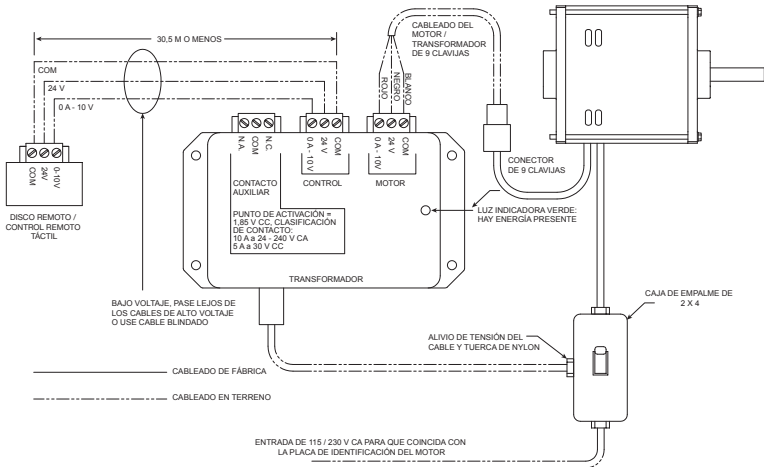 30,5 M O MENOS
COM
24 V
0 A - 10 V
CABLEADO DEL
MOTOR /
TRANSFORMADOR
DE 9 CLAVIJAS
ROJO
NEGRO
BLANCO
COM
24V
0-10V
DISCO REMOTO /
CONTROL REMOTO
TÁCTIL
N.A.
COM
N.C.
0 A - 10 V
24 V
COM
0 A - 10V
24 V
COM
CONTACTO
AUXILIAR
CONTROL
MOTOR
PUNTO DE ACTIVACIÓN =
1,85 V CC, CLASIFICACIÓN
DE CONTACTO:
10 A a 24 - 240 V CA
5 A a 30 V CC
TRANSFORMADOR
CONECTOR
DE 9 CLAVIJAS
LUZ INDICADORA VERDE:
HAY ENERGÍA PRESENTE
BAJO VOLTAJE, PASE LEJOS DE
LOS CABLES DE ALTO VOLTAJE
O USE CABLE BLINDADO
CAJA DE EMPALME DE
2 X 4
ALIVIO DE TENSIÓN DEL
CABLE Y TUERCA DE NYLON
CABLEADO DE FÁBRICA
CABLEADO EN TERRENO
ENTRADA DE 115 / 230 V CA PARA QUE COINCIDA CON
LA PLACA DE IDENTIFICACIÓN DEL MOTOR